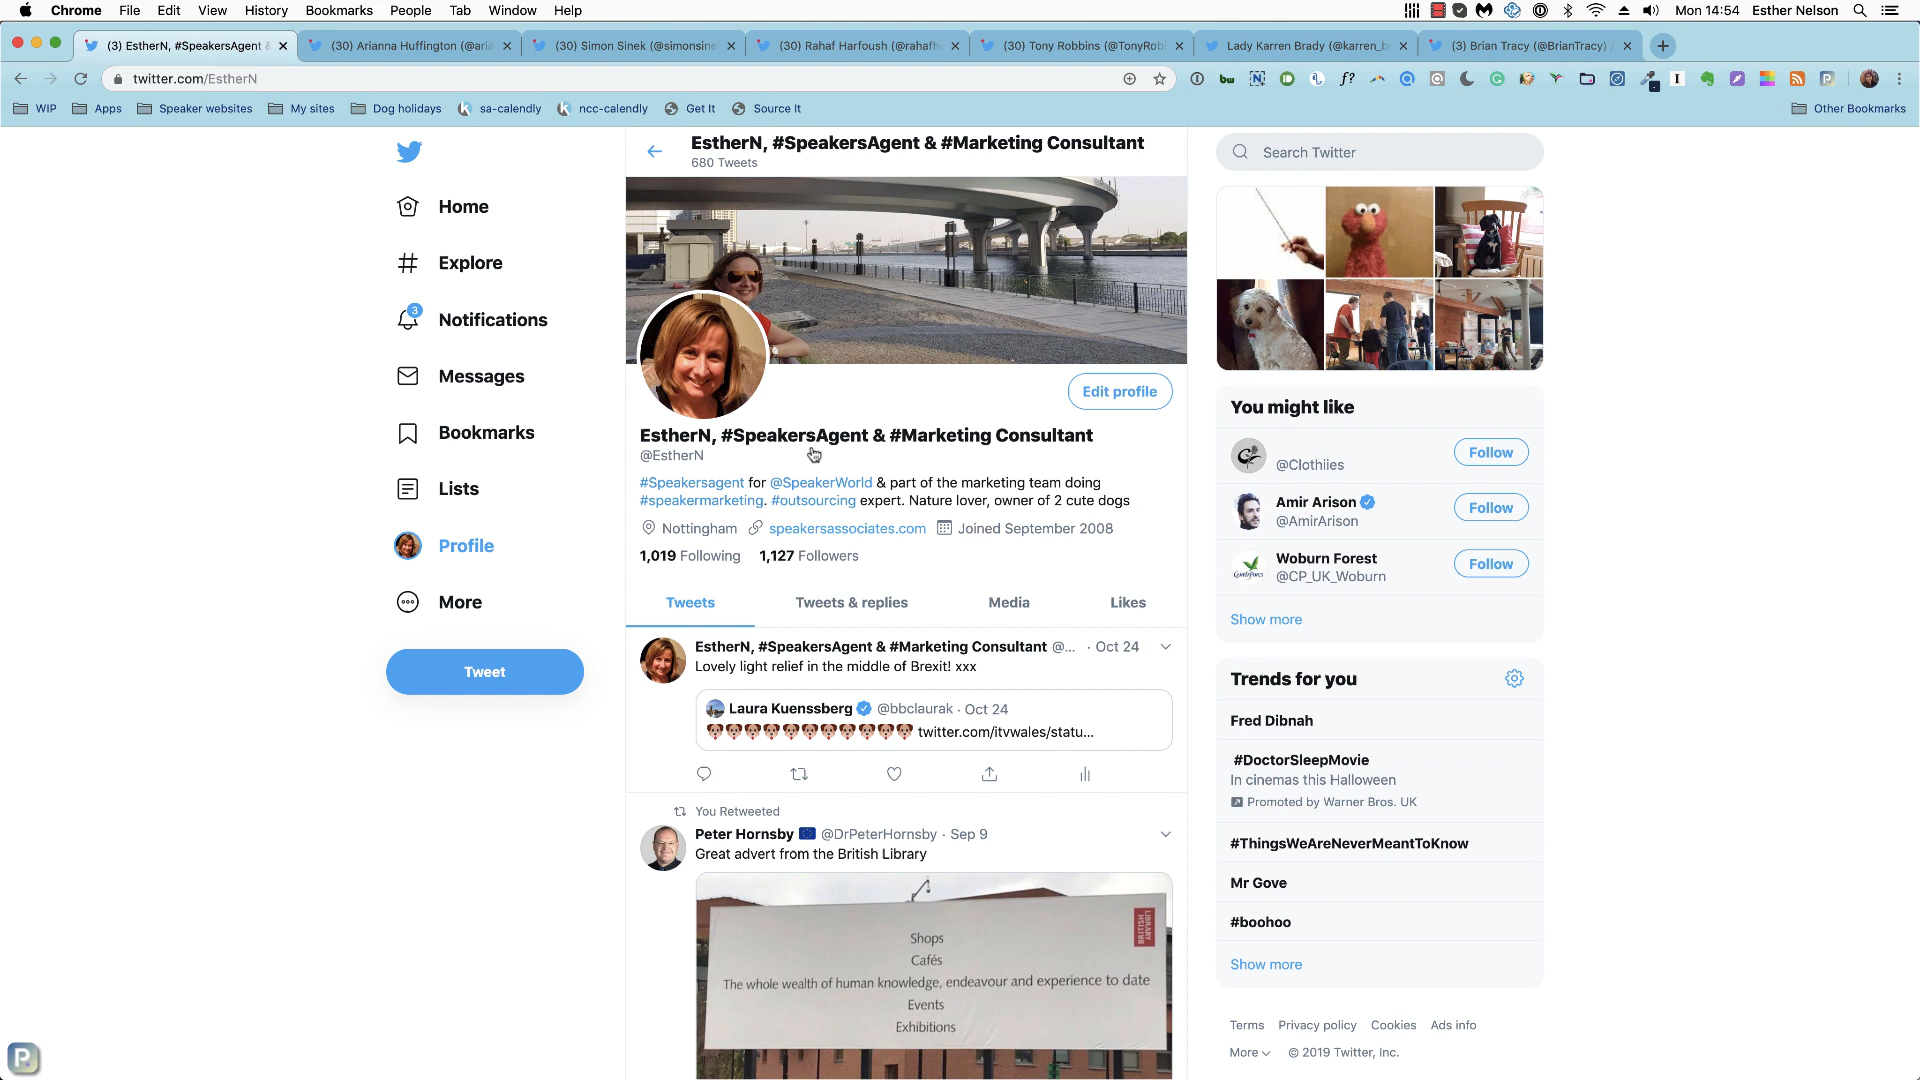 Chrome File Edit View History Bookmarks People Tab Window Help Mon 14:54 Esther Nelson
(3) EstherN, #SpeakersAgent & (30) Arianna Huffington (@aria (30) Simon Sinek (@simonsine (30) Rahaf Harfoush (@rahafh (30) Tony Robbins (@TonyRob Lady Karren Brady (@karren_b (3) Brian Tracy (@BrianTracy) /
twitter.com/EstherN
WIP Apps Speaker websites My sites Dog holidays sa-calendly ncc-calendly Get It Source It Other Bookmarks
EstherN, #SpeakersAgent & #Marketing Consultant
680 Tweets
Search Twitter
Home
Explore
3
Notifications
Messages
Bookmarks
Lists
Profile
More
Tweet
Edit profile
EstherN, #SpeakersAgent & #Marketing Consultant
@EstherN
#Speakersagent for @SpeakerWorld & part of the marketing team doing
#speakermarketing. #outsourcing expert. Nature lover, owner of 2 cute dogs
Nottingham speakersassociates.com Joined September 2008
1,019 Following 1,127 Followers
Tweets Tweets & replies Media Likes
EstherN, #SpeakersAgent & #Marketing Consultant @... · Oct 24
Lovely light relief in the middle of Brexit! xxx
Laura Kuenssberg @bbclaurak · Oct 24
twitter.com/itvwales/statu...
You Retweeted
Peter Hornsby @DrPeterHornsby · Sep 9
Great advert from the British Library
BRITISH
LIBRARY
Shops
Cafés
The whole wealth of human knowledge, endeavour and experience to date
Events
Exhibitions
You might like
@Clothiies
Follow
Amir Arison
@AmirArison
Follow
Woburn Forest
@CP_UK_Woburn
Follow
Show more
Trends for you
Fred Dibnah
#DoctorSleepMovie
In cinemas this Halloween
Promoted by Warner Bros. UK
#ThingsWeAreNeverMeantToKnow
Mr Gove
#boohoo
Show more
Terms Privacy policy Cookies Ads info
More © 2019 Twitter, Inc.